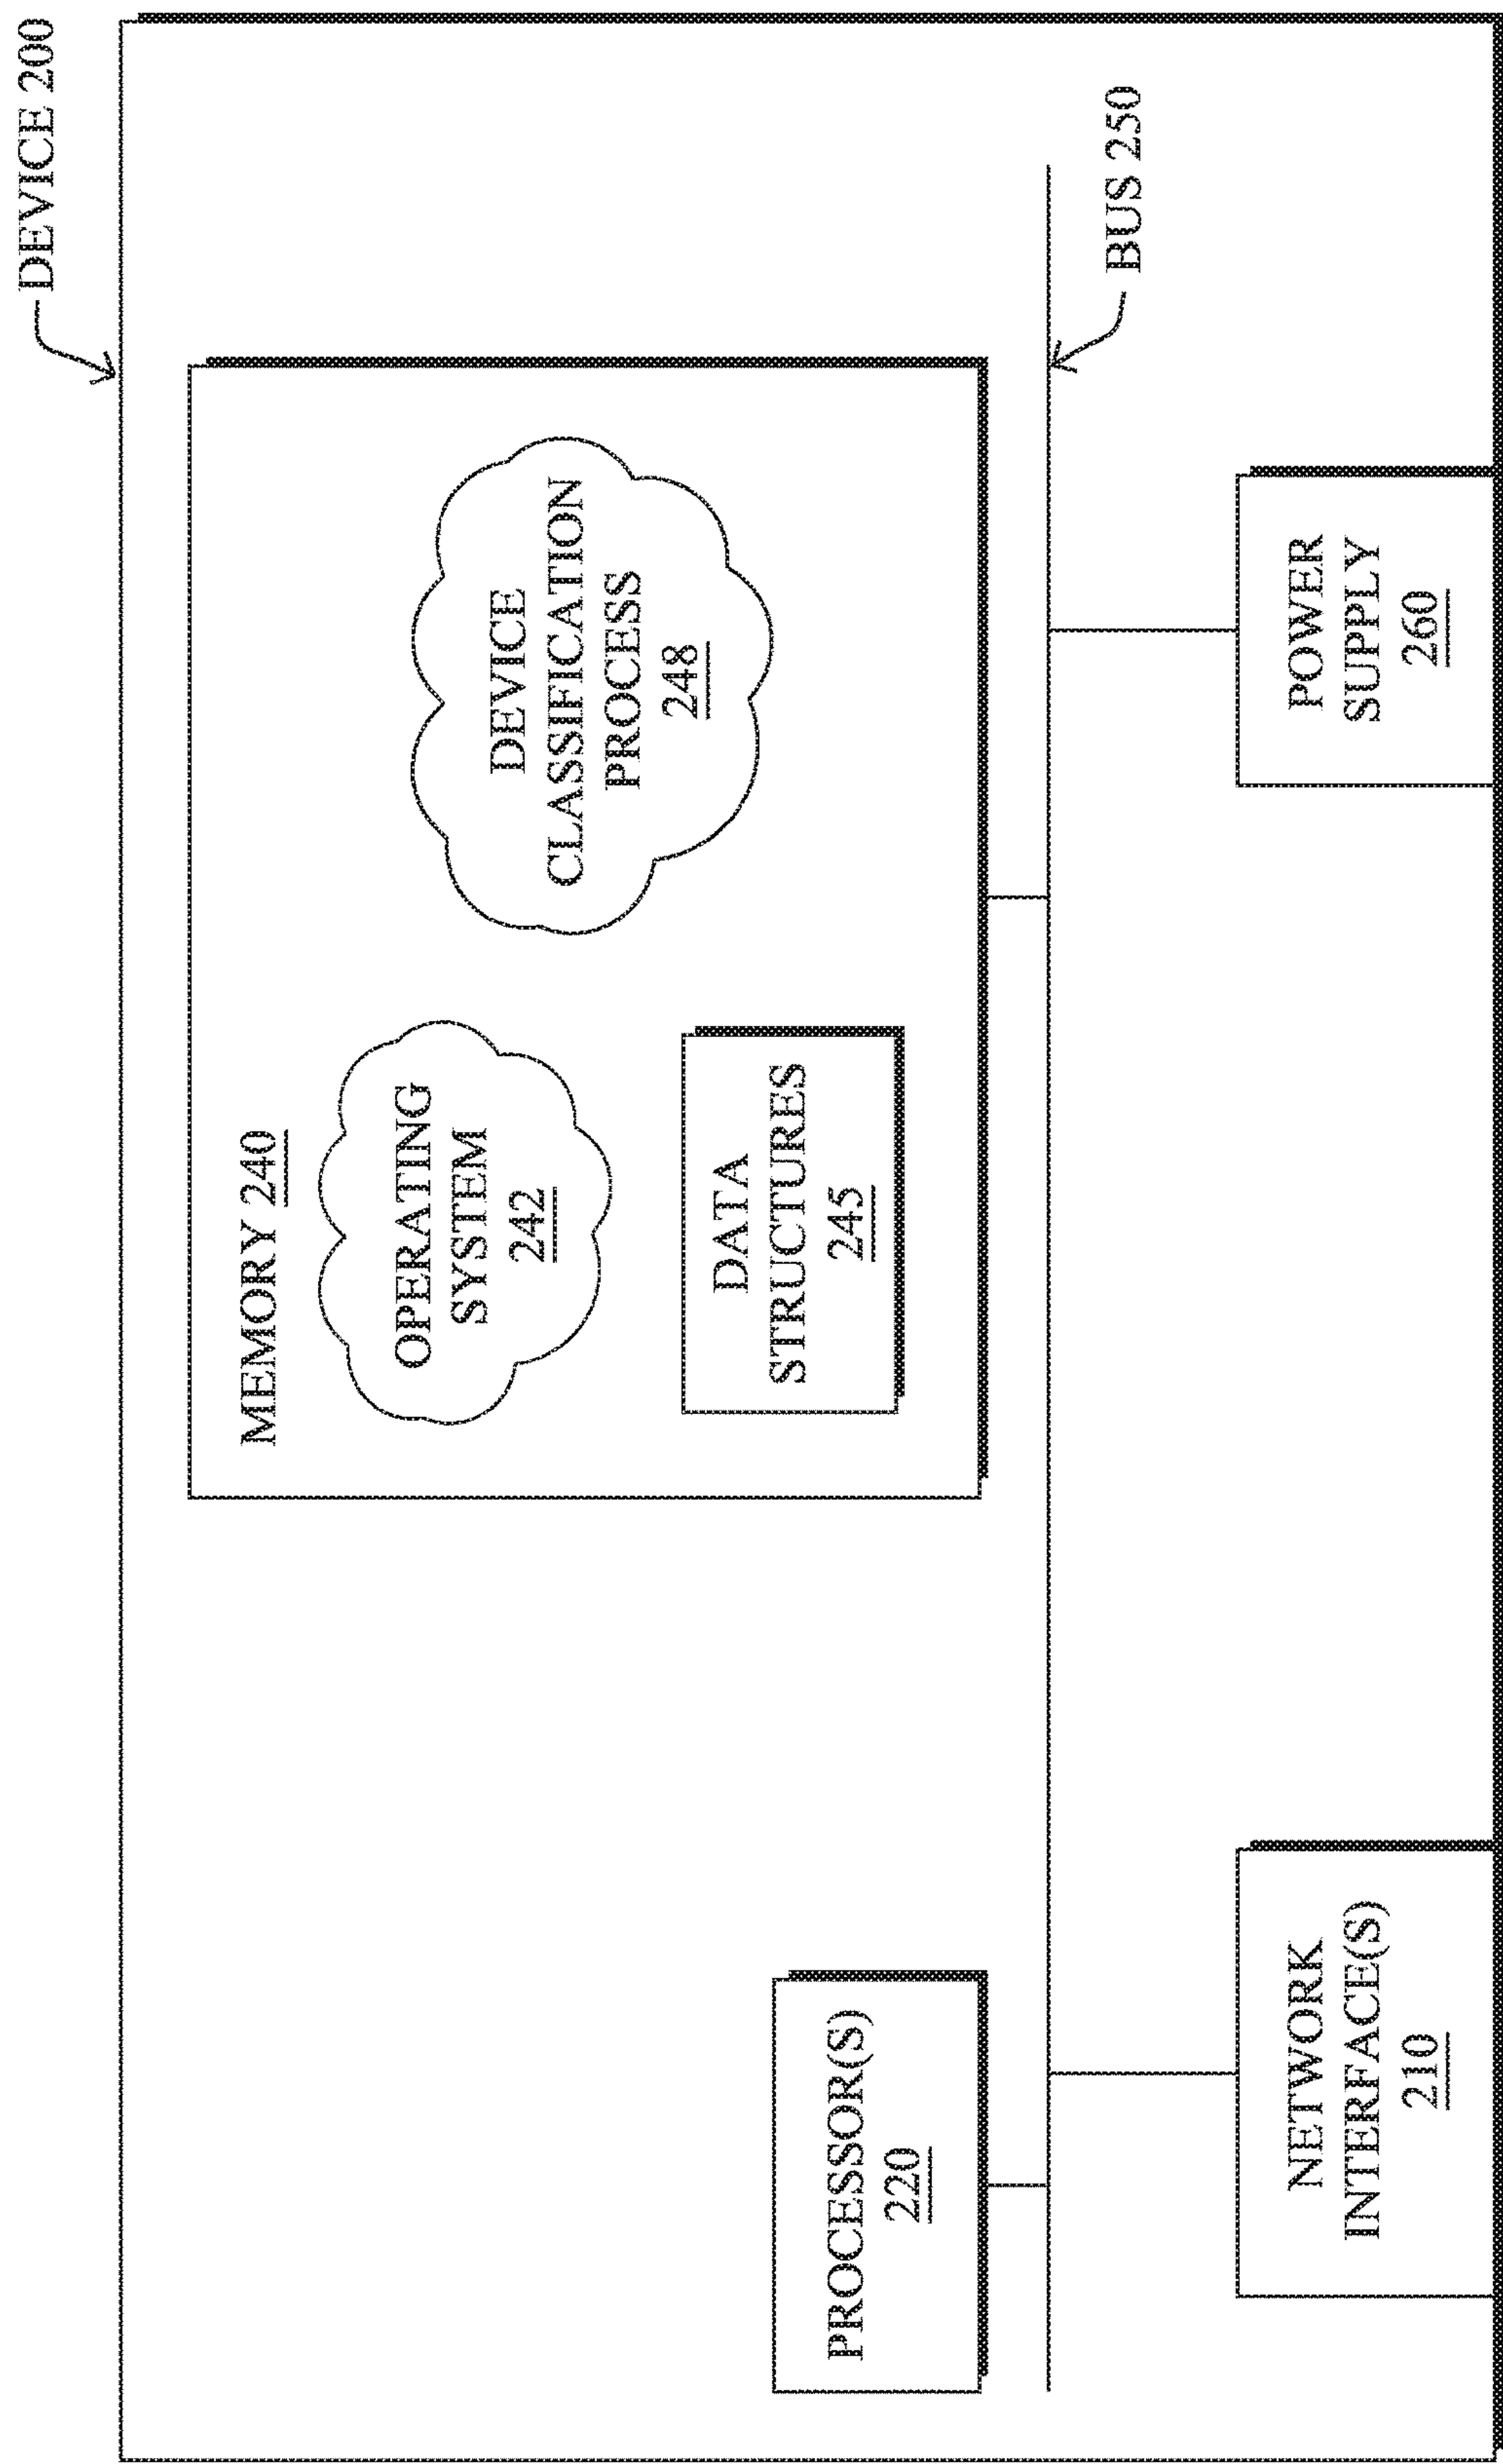 DEVICE 200
MEMORY 240
OPERATING
SYSTEM
242
DEVICE
CLASSIFICATION
PROCESS
248
DATA
STRUCTURES
245
PROCESSOR(S)
220
BUS 250
NETWORK
INTERFACE(S)
210
POWER
SUPPLY
260